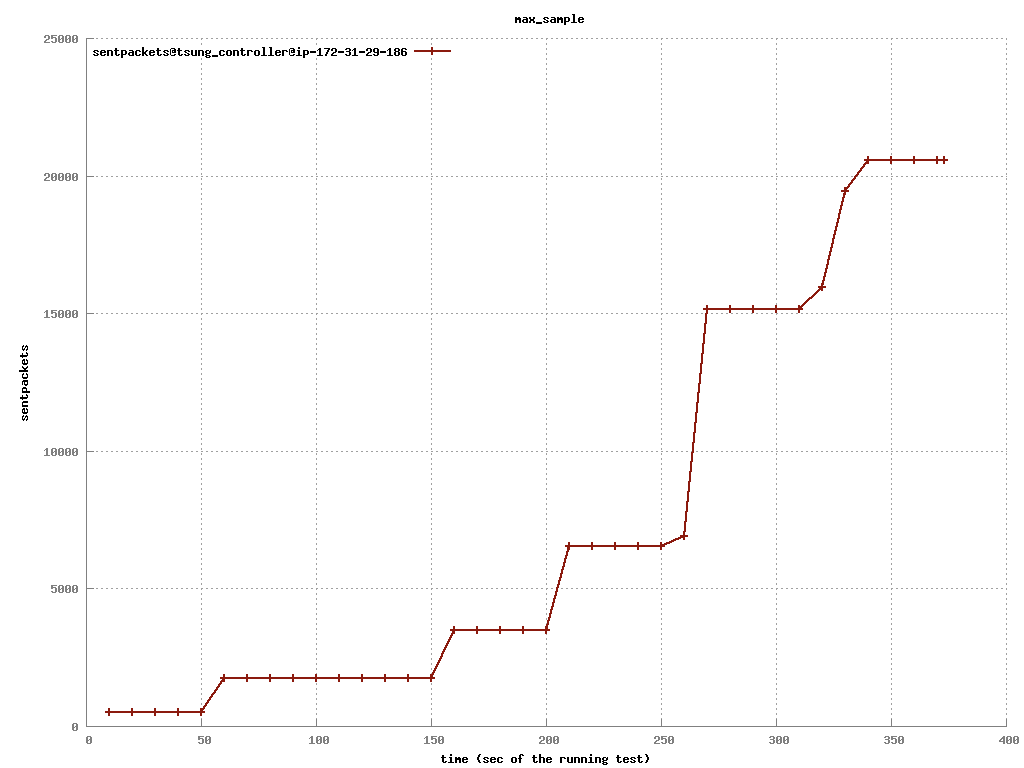 max_sample
25000
sentpackets@tsung_controller@ip-172-31-29-186
20000
15000
sentpackets
10000
5000
0
0 50 100 150 200 250 300 350 400
time (sec of the running test)